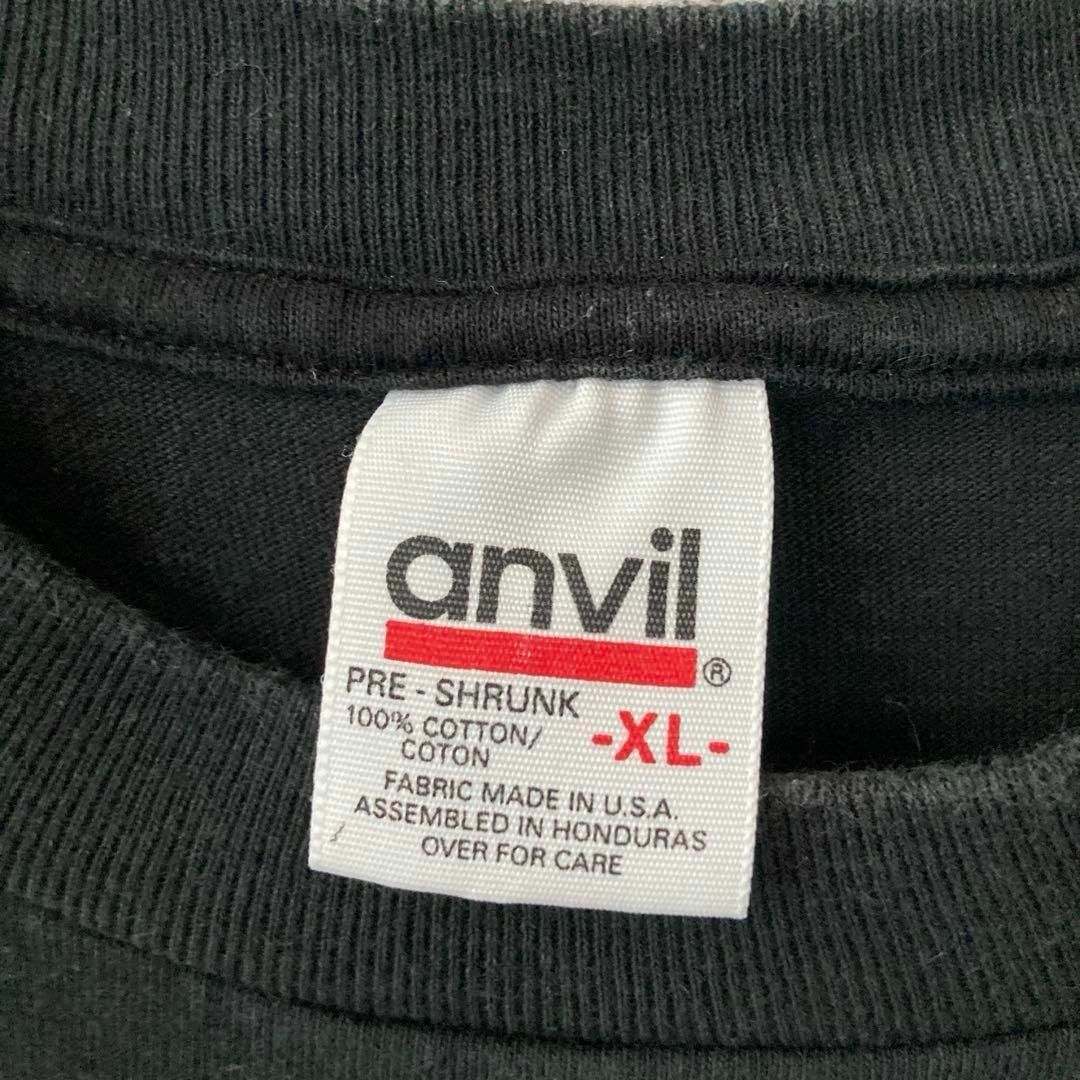 anvil®
PRE - SHRUNK
100% COTTON/
COTON
-XL-
FABRIC MADE IN U.S.A.
ASSEMBLED IN HONDURAS
OVER FOR CARE